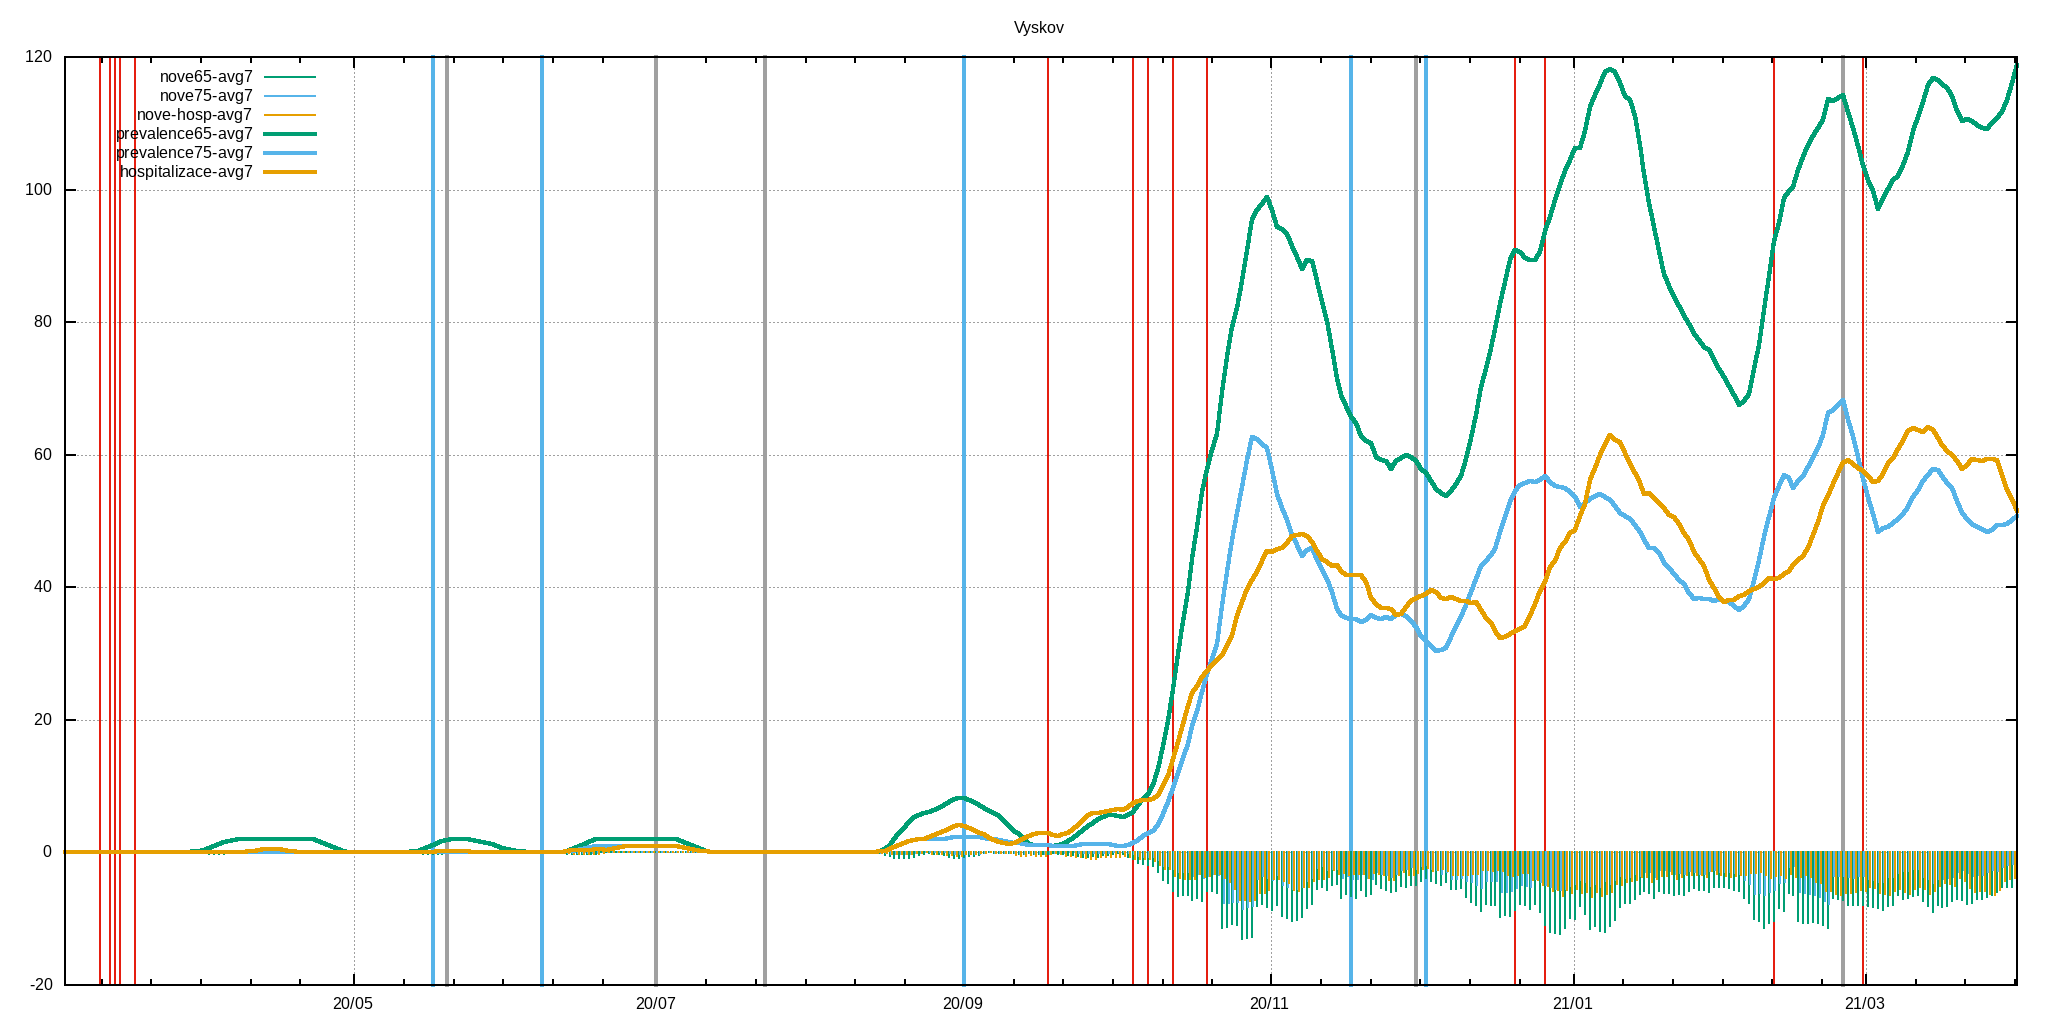 Vyskov
120
100
80
60
40
20
0
-20
nove65-avg7
nove75-avg7
nove-hosp-avg7
prevalence65-avg7
prevalence75-avg7
hospitalizace-avg7
20/05
20/07
20/09
20/11
21/01
21/03